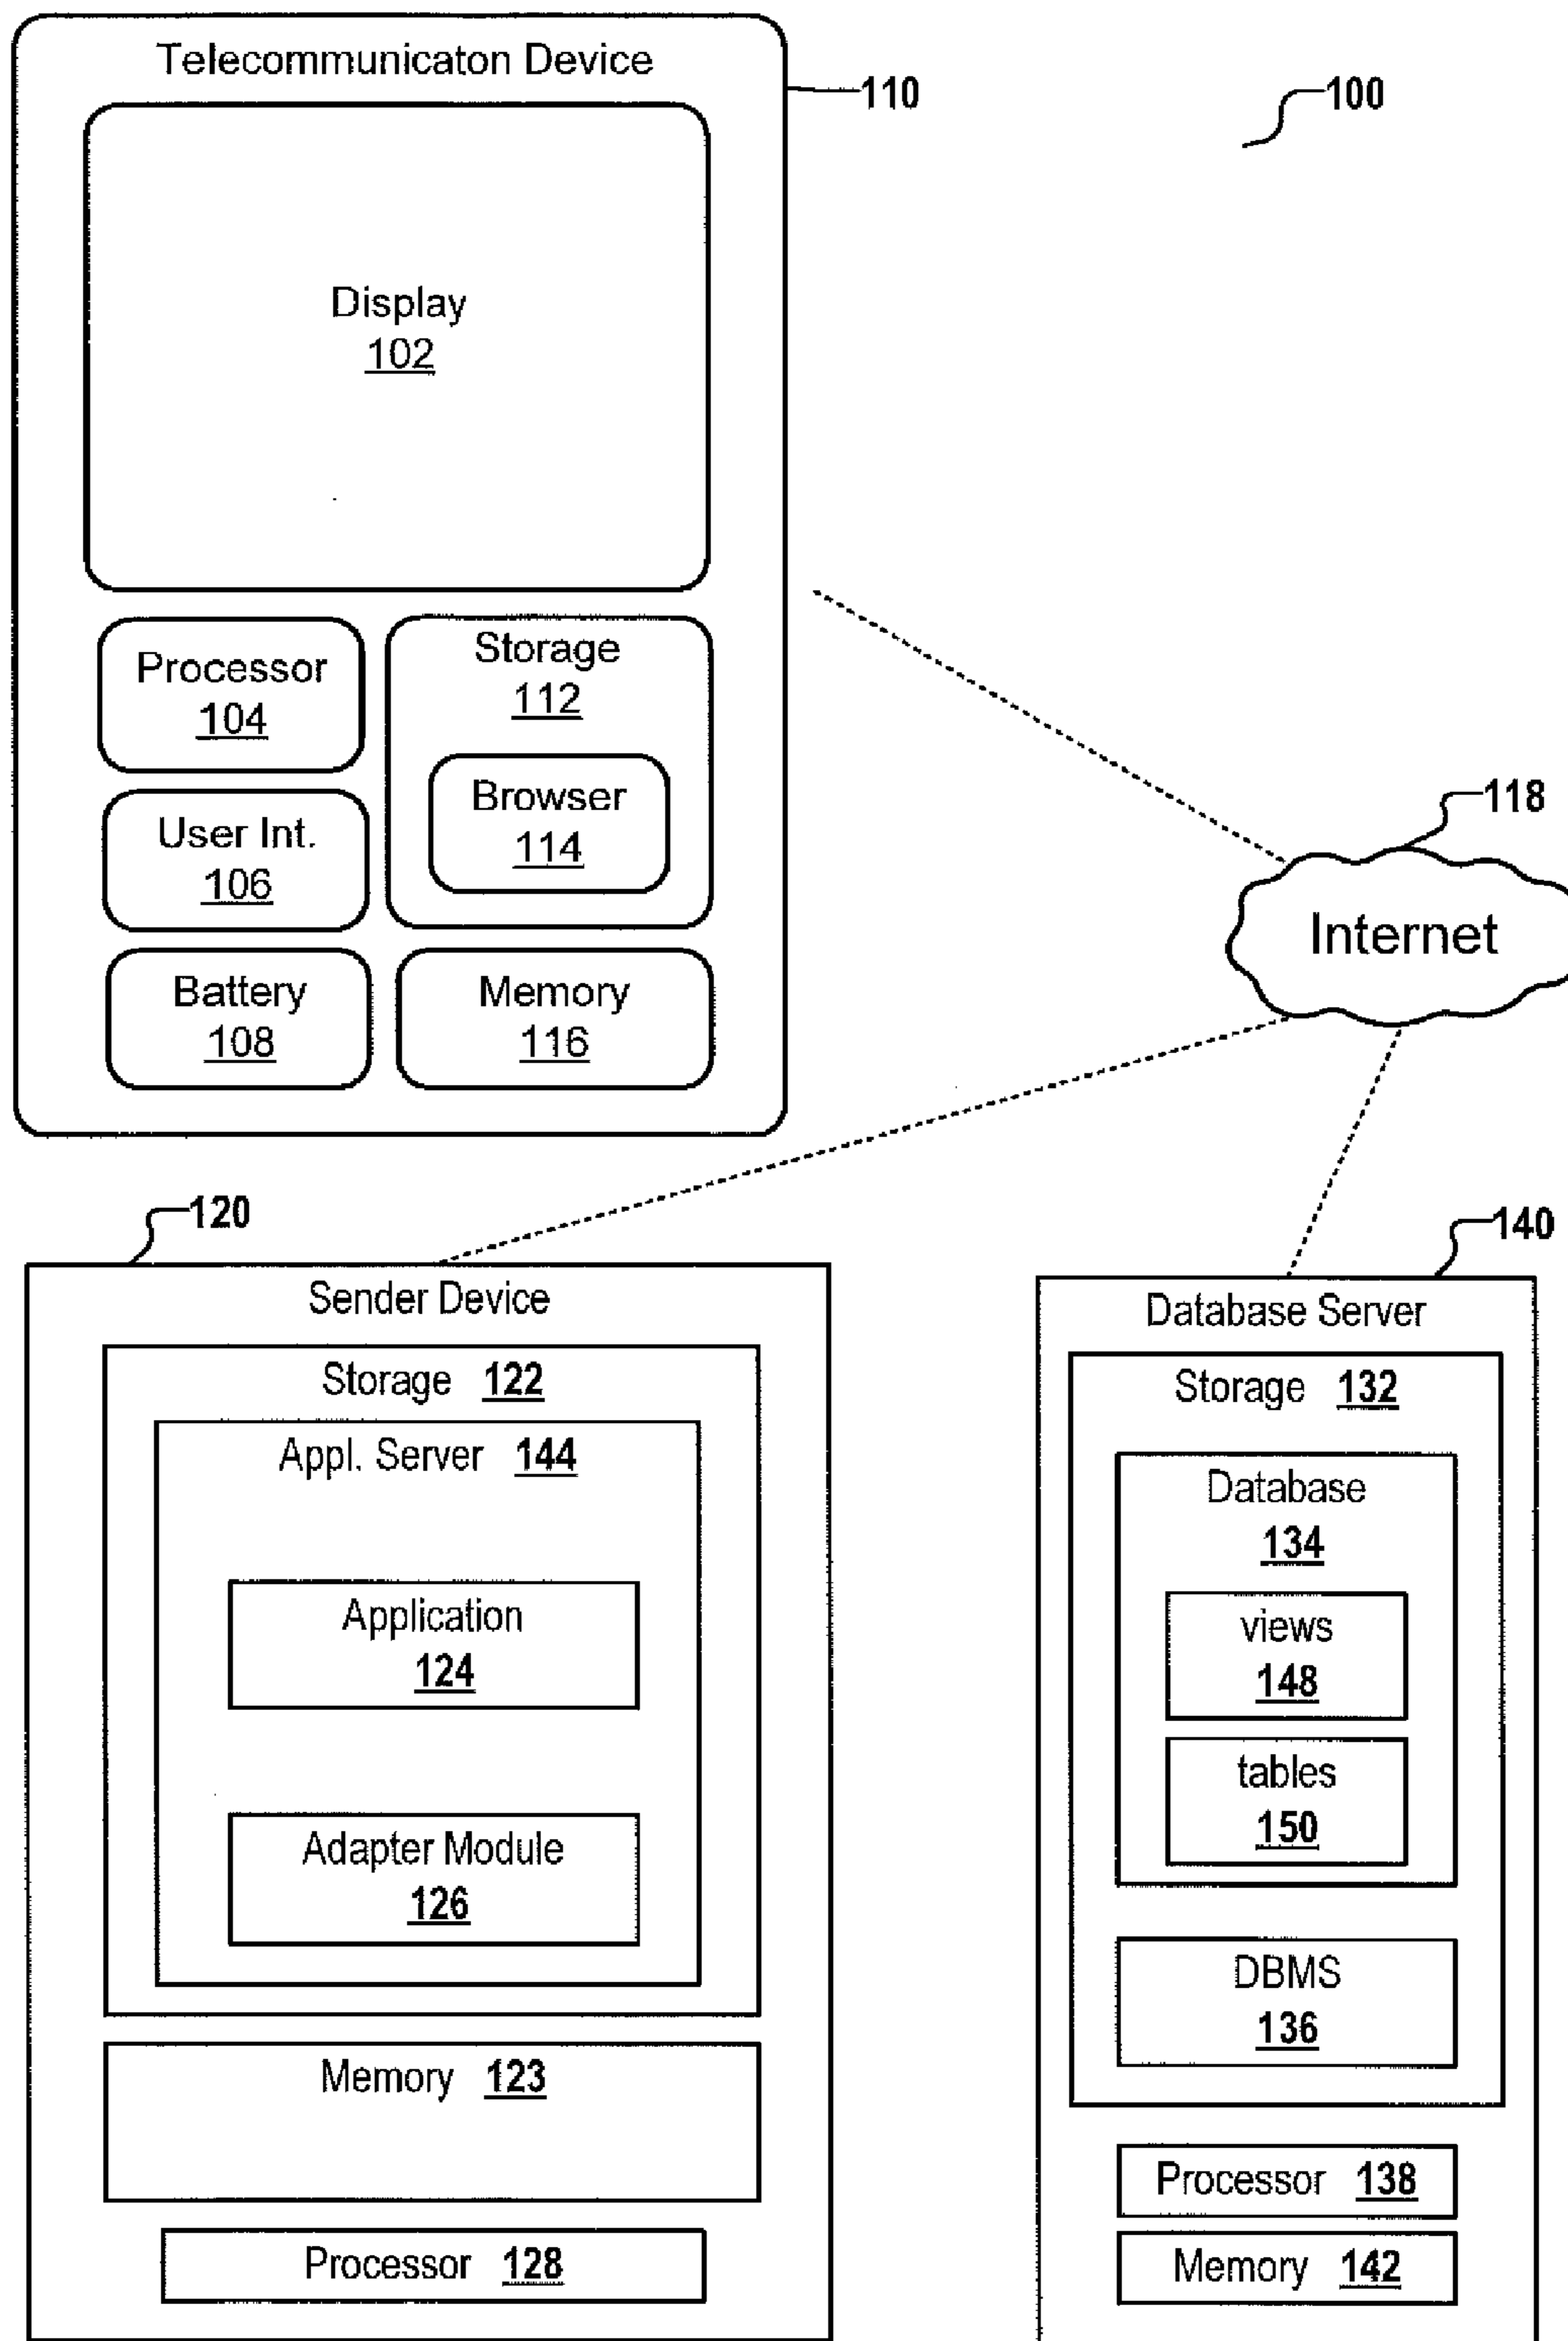 Telecommunicaton Device
110
100
Display
102
Processor
104
Storage
112
Browser
114
User Int.
106
Battery
108
Memory
116
118
Internet
120
140
Sender Device
Storage 122
Appl. Server 144
Application
124
Adapter Module
126
Memory 123
Processor 128
Database Server
Storage 132
Database
134
views
148
tables
150
DBMS
136
Processor 138
Memory 142